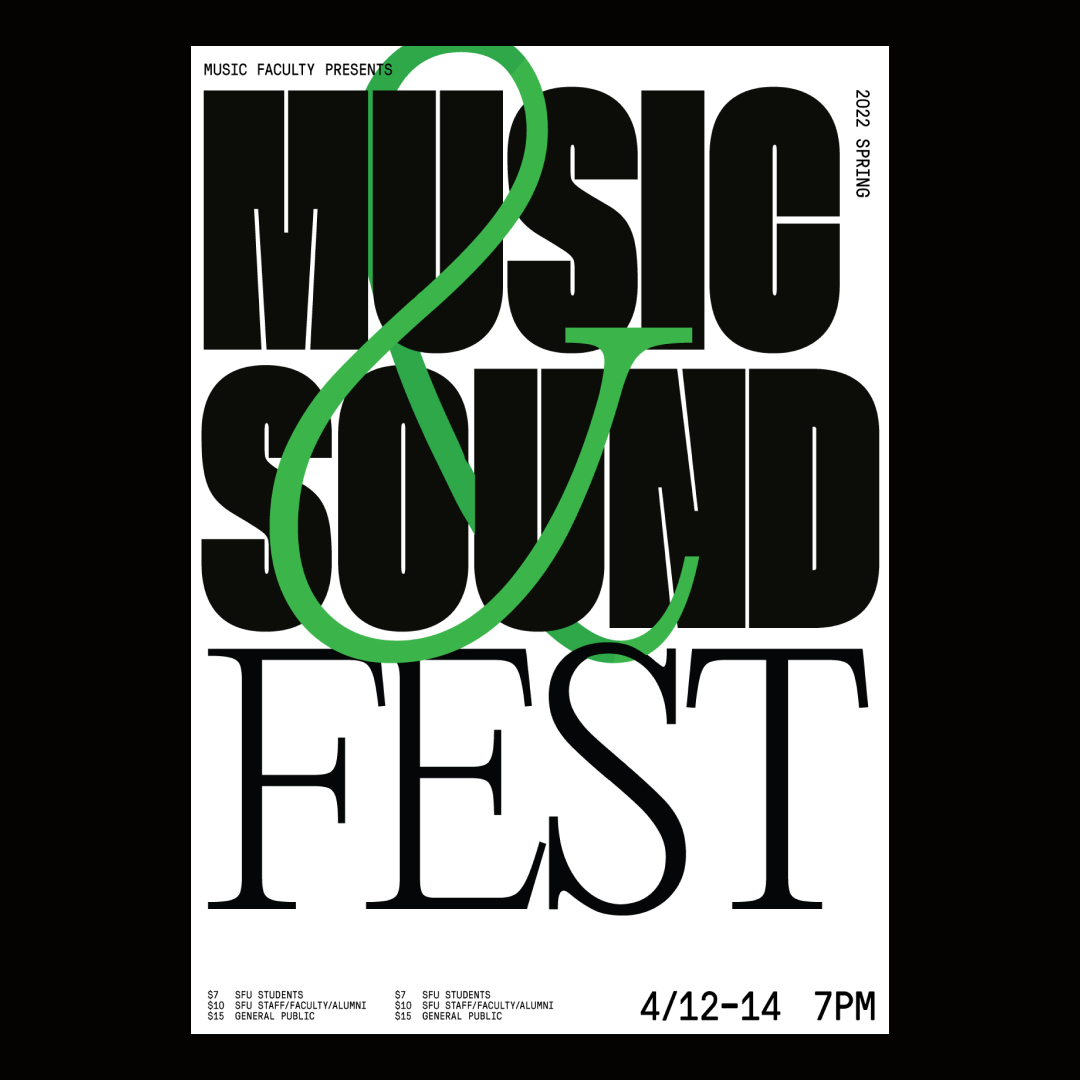 MUSIC FACULTY PRESENTS
2022 SPRING
MUSIC
&
SOUND
FEST
$7 SFU STUDENTS
$10 SFU STAFF/FACULTY/ALUMNI
$15 GENERAL PUBLIC
$7 SFU STUDENTS
$10 SFU STAFF/FACULTY/ALUMNI
$15 GENERAL PUBLIC
4/12-14 7PM